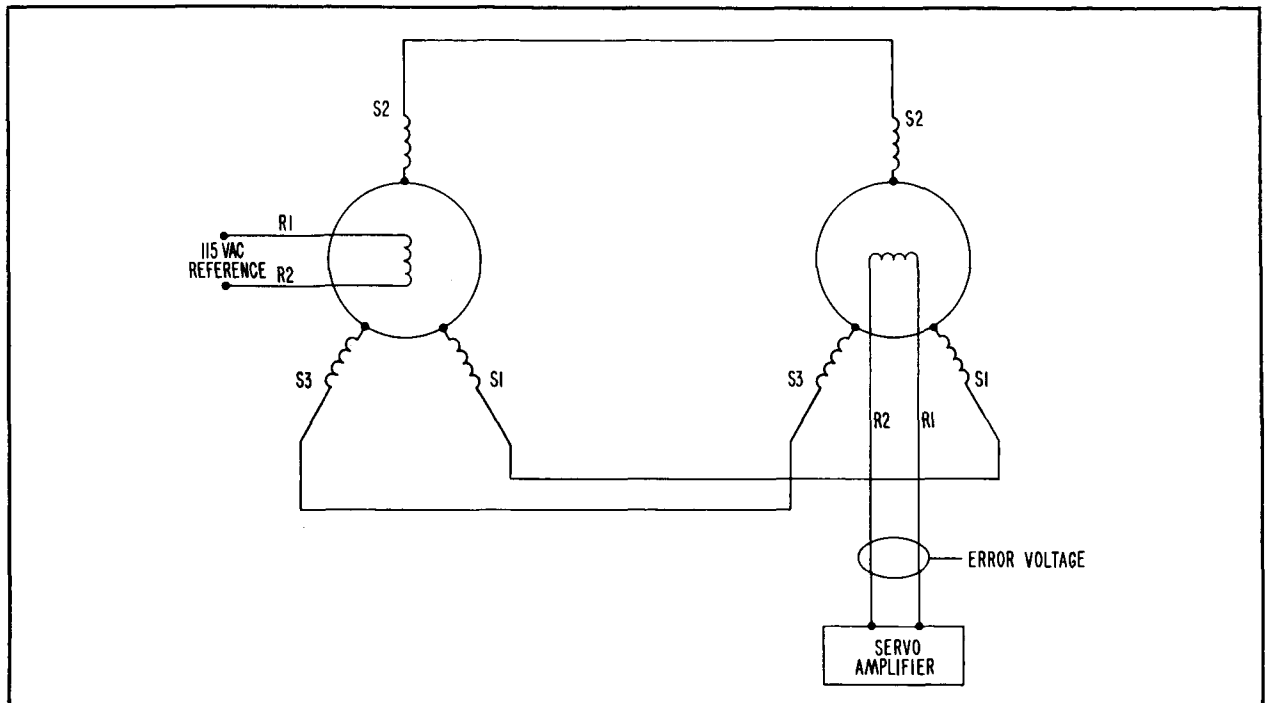 S2
S2
R1
115 VAC
REFERENCE
R2
S3
S1
S3
S1
R2
R1
ERROR VOLTAGE
SERVO
AMPLIFIER